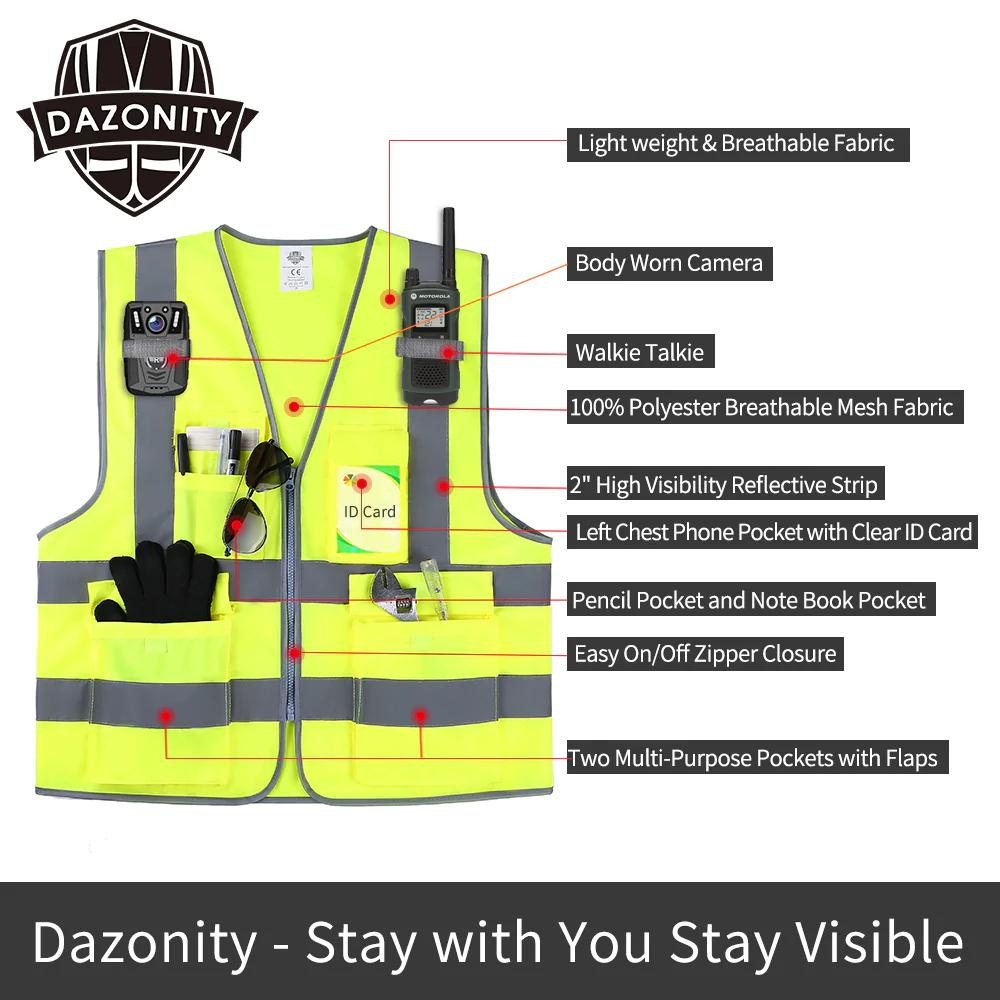 DAZONITY
Light weight & Breathable Fabric
Body Worn Camera
MOTOROLA
Walkie Talkie
100% Polyester Breathable Mesh Fabric
2" High Visibility Reflective Strip
ID Card
Left Chest Phone Pocket with Clear ID Card
Pencil Pocket and Note Book Pocket
Easy On/Off Zipper Closure
Two Multi-Purpose Pockets with Flaps
Dazonity - Stay with You Stay Visible